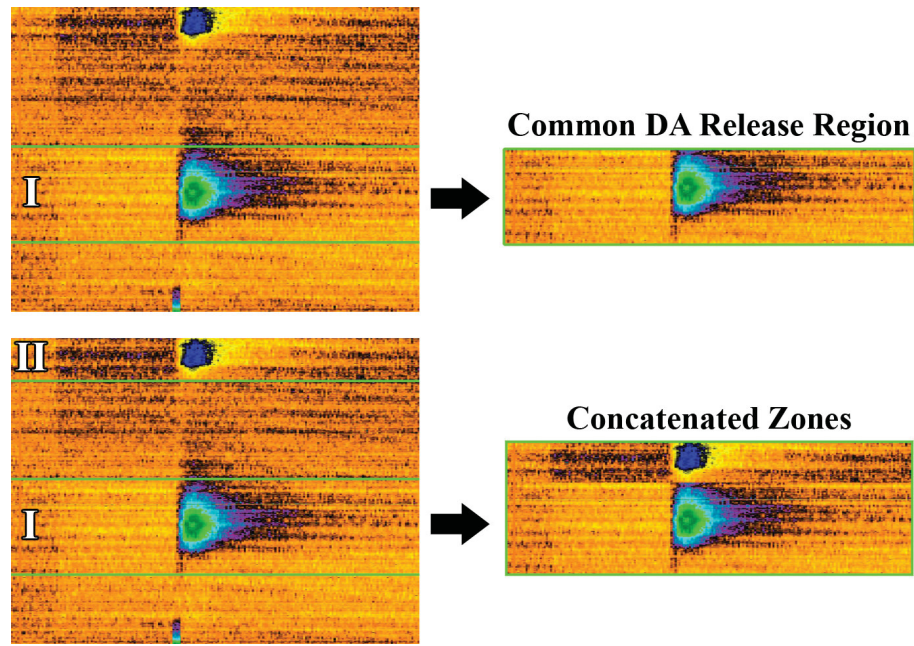 Common DA Release Region
I
II
Concatenated Zones
I